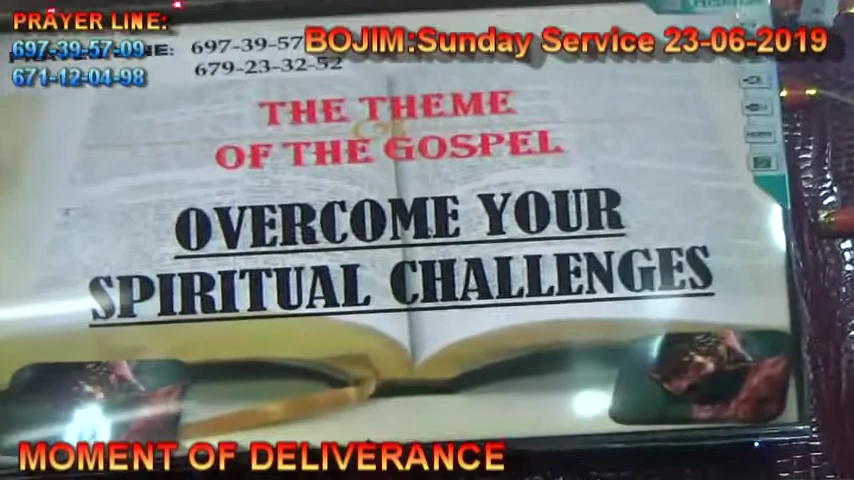 PRAYER LINE:
697-39-57-09
671-12-04-98
BOJIM:Sunday Service 23-06-2019
LINE: 697-39-57
679-23-32-52
THE THEME
OF THE GOSPEL
OVERCOME YOUR
SPIRITUAL CHALLENGES
MOMENT OF DELIVERANCE